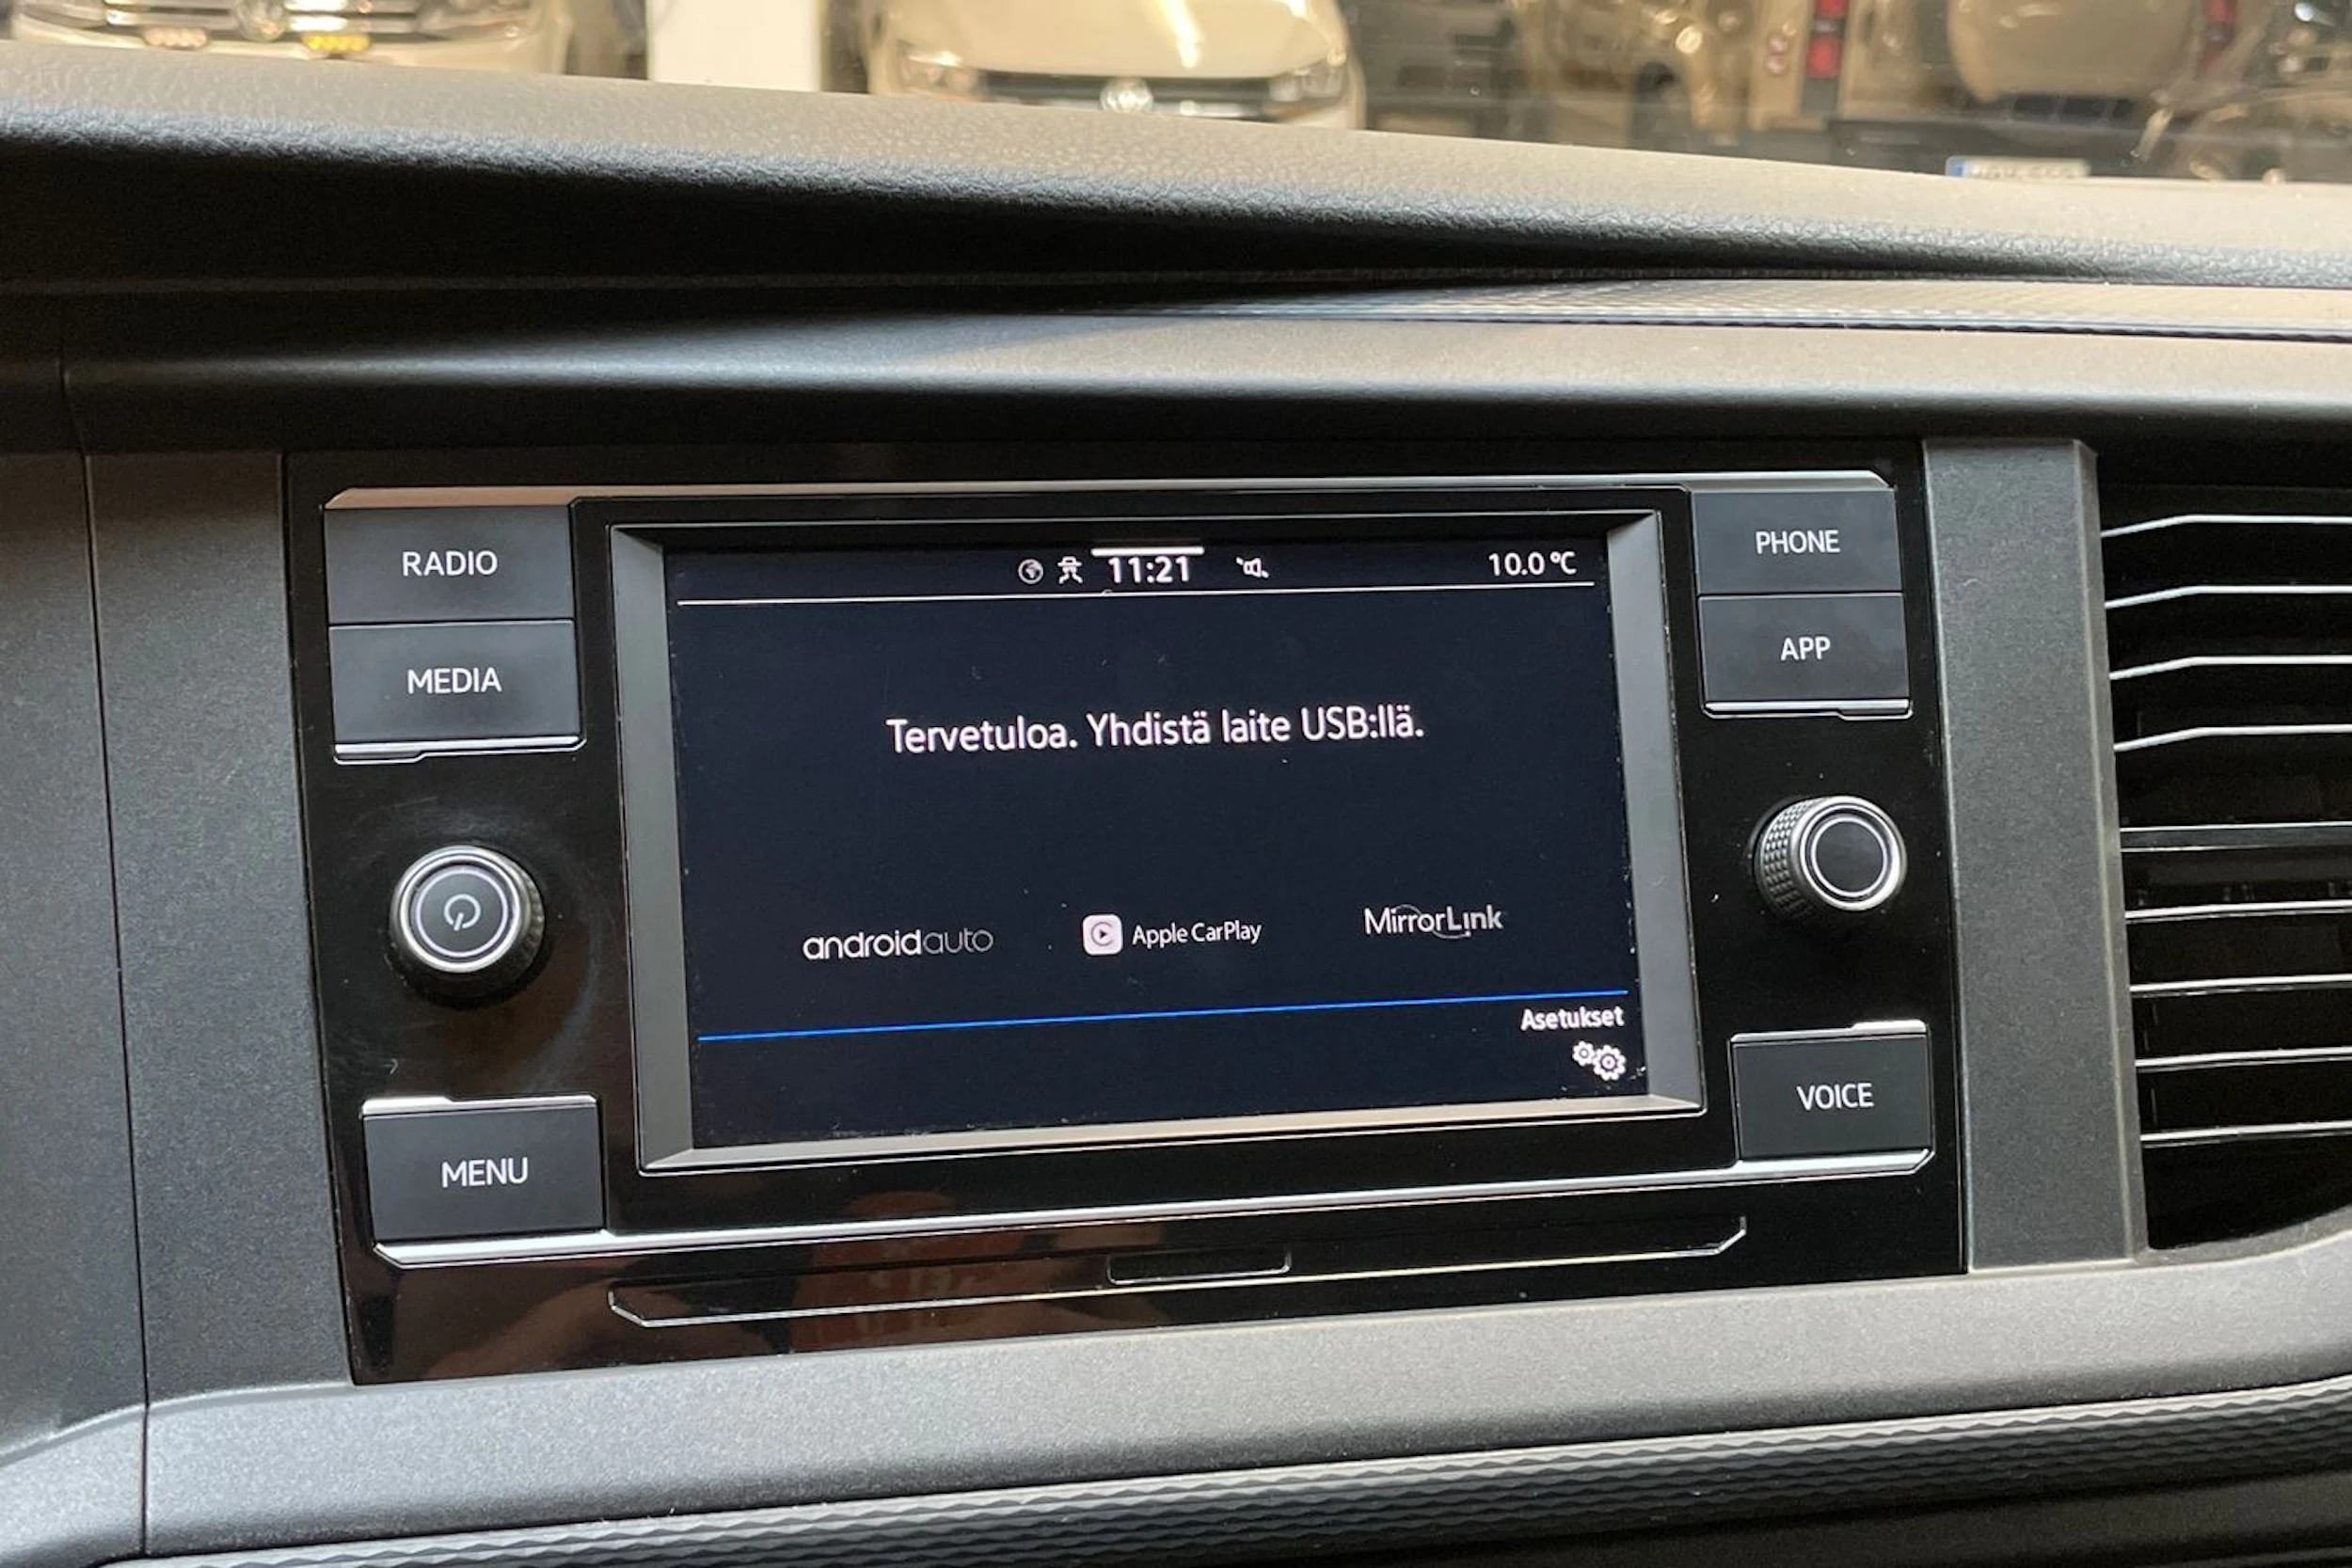 RADIO
MEDIA
MENU
11:21
10.0 °C
Tervetuloa. Yhdistä laite USB:llä.
androidauto
Apple CarPlay
MirrorLink
Asetukset
PHONE
APP
VOICE